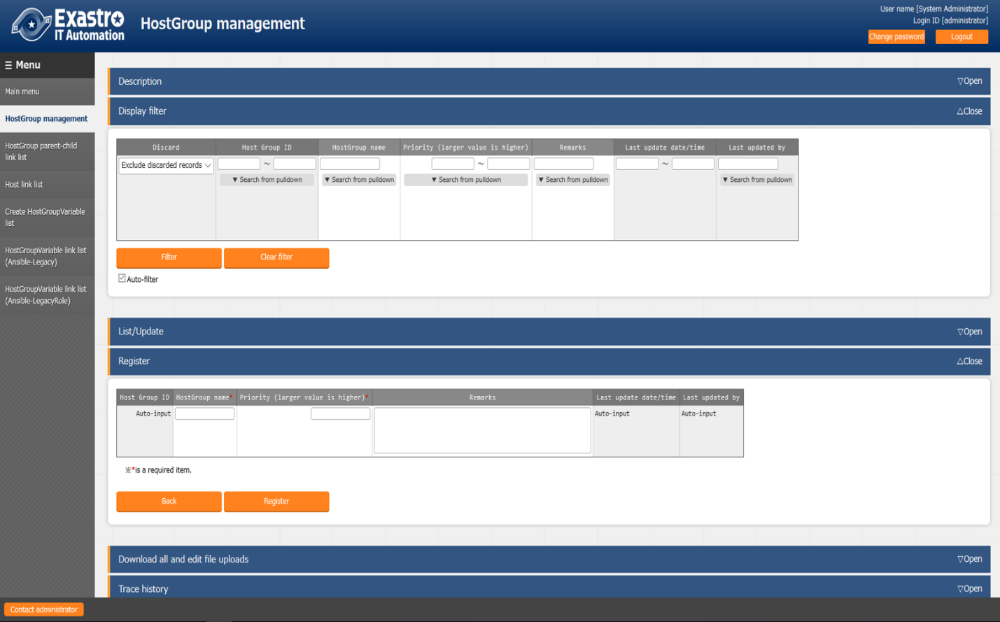 Exastro
IT Automation
HostGroup management
User name [System Administrator]
Login ID [administrator]
Change password
Logout
☰ Menu
Main menu
HostGroup management
HostGroup parent-child
link list
Host link list
Create HostGroupVariable
list
HostGroupVariable link list
(Ansible-Legacy)
HostGroupVariable link list
(Ansible-LegacyRole)
Description ▽Open
Display filter △Close
Discard Host Group ID HostGroup name Priority (larger value is higher) Remarks Last update date/time Last updated by
Exclude discarded records ~ ~ ~
▼ Search from pulldown ▼ Search from pulldown ▼ Search from pulldown ▼ Search from pulldown ▼ Search from pulldown
Filter Clear filter
Auto-filter
List/Update ▽Open
Register △Close
Host Group ID HostGroup name* Priority (larger value is higher)* Remarks Last update date/time Last updated by
Auto-input Auto-input Auto-input
※*is a required item.
Back Register
Download all and edit file uploads ▽Open
Trace history ▽Open
Contact administrator